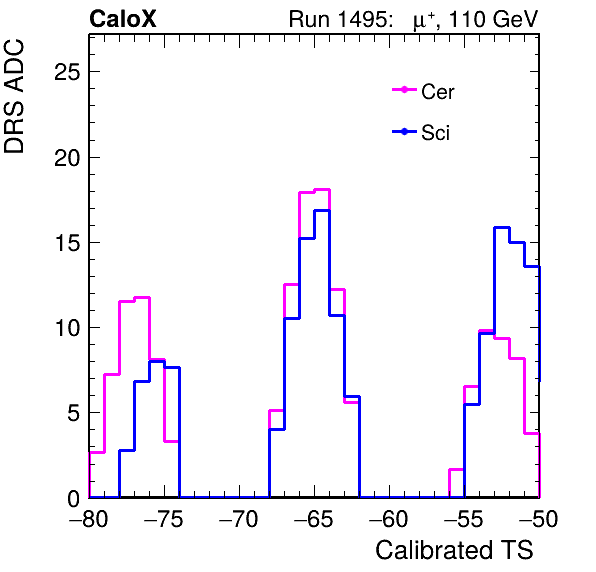 CaloX Run 1495: μ⁺, 110 GeV
DRS ADC
25
20
15
10
5
0
Cer
Sci
−80 −75 −70 −65 −60 −55 −50
Calibrated TS